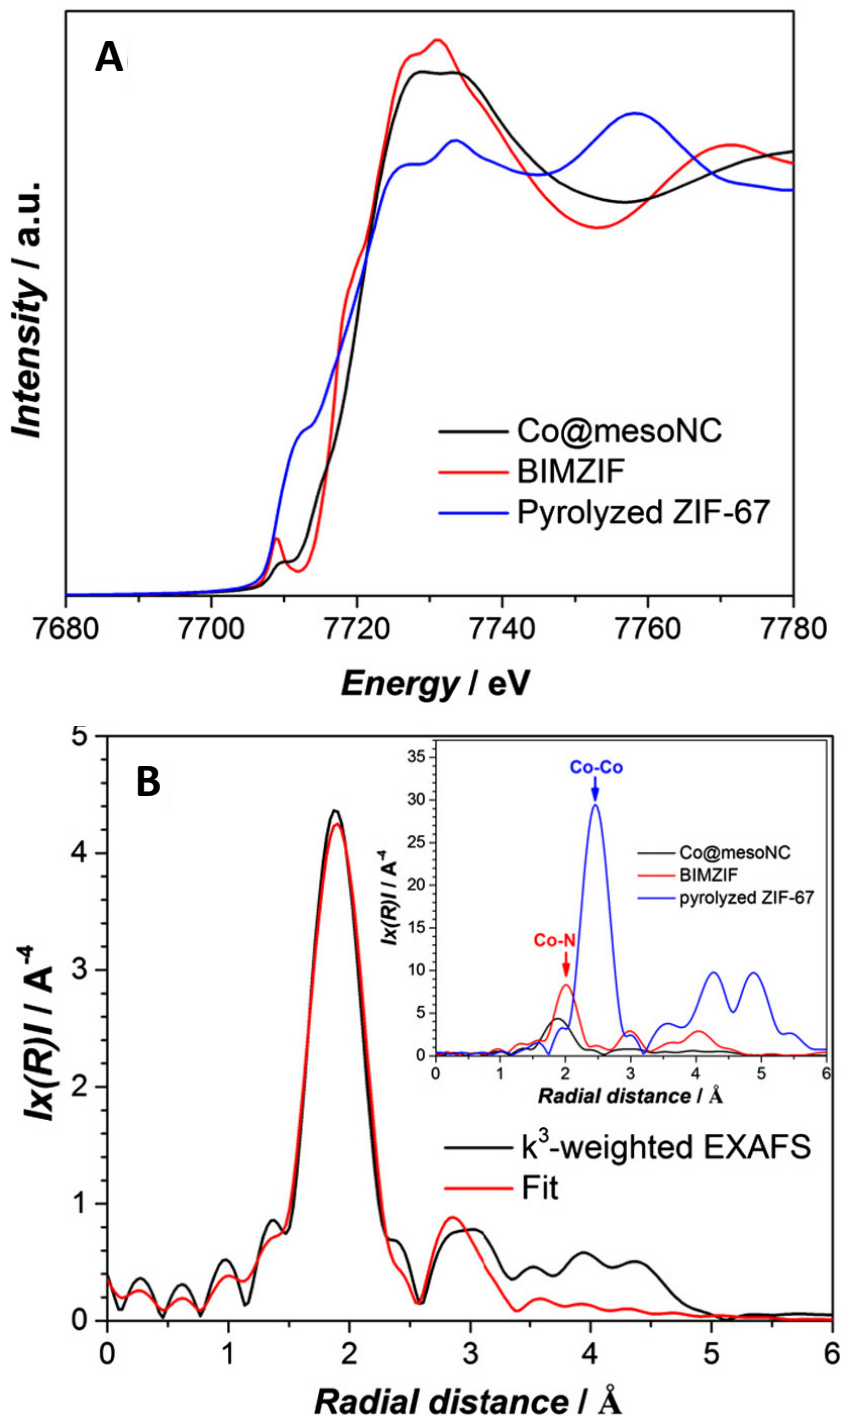 A
Intensity / a.u.
Co@mesoNC
BIMZIF
Pyrolyzed ZIF-67
7680 7700 7720 7740 7760 7780
Energy / eV
B
5
4
3
2
1
0
Ix(R)I / A-4
Co-Co
Co-N
35
30
25
20
15
10
5
0
Ix(R)I / A-4
Co@mesoNC
BIMZIF
pyrolyzed ZIF-67
0 1 2 3 4 5 6
Radial distance / Å
k3-weighted EXAFS
Fit
0 1 2 3 4 5 6
Radial distance / Å